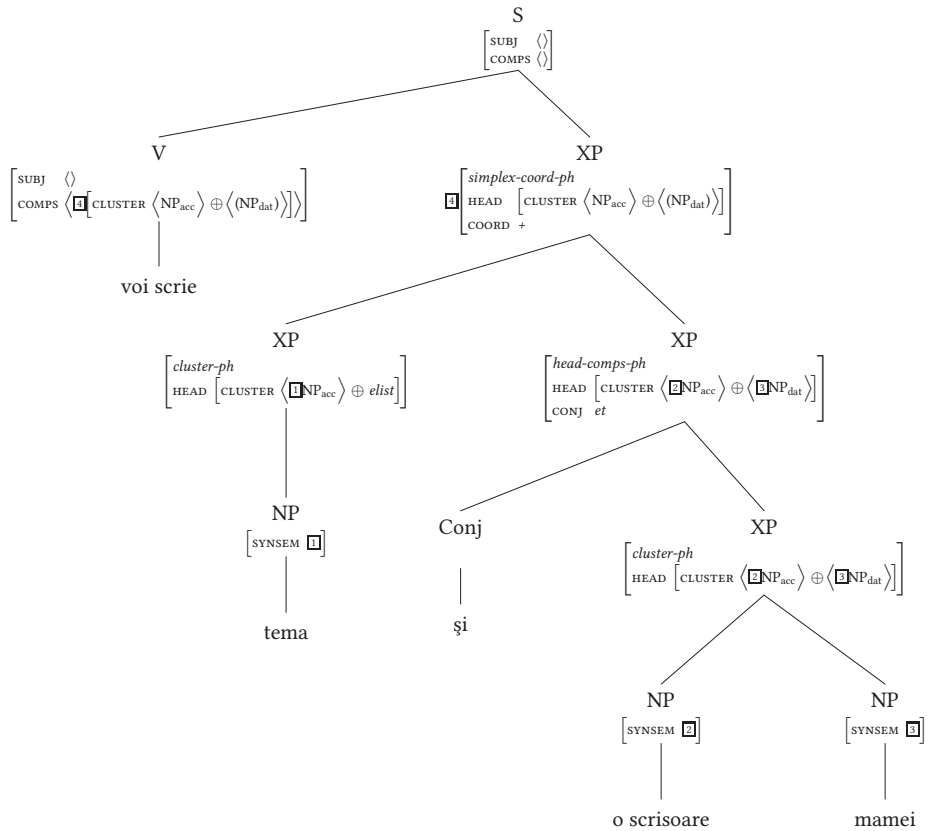 S
[SUBJ ⟨⟩
COMPS ⟨⟩]
V
[SUBJ ⟨⟩
COMPS ⟨4[CLUSTER ⟨NPacc⟩ ⊕ ⟨(NPdat)⟩]⟩]
voi scrie
XP
4[simplex-coord-ph
HEAD [CLUSTER ⟨NPacc⟩ ⊕ ⟨(NPdat)⟩]
COORD +]
XP
[cluster-ph
HEAD [CLUSTER ⟨1NPacc⟩ ⊕ elist]]
XP
[head-comps-ph
HEAD [CLUSTER ⟨2NPacc⟩ ⊕ ⟨3NPdat⟩]
CONJ et]
NP
[SYNSEM 1]
tema
Conj
şi
XP
[cluster-ph
HEAD [CLUSTER ⟨2NPacc⟩ ⊕ ⟨3NPdat⟩]]
NP
[SYNSEM 2]
o scrisoare
NP
[SYNSEM 3]
mamei